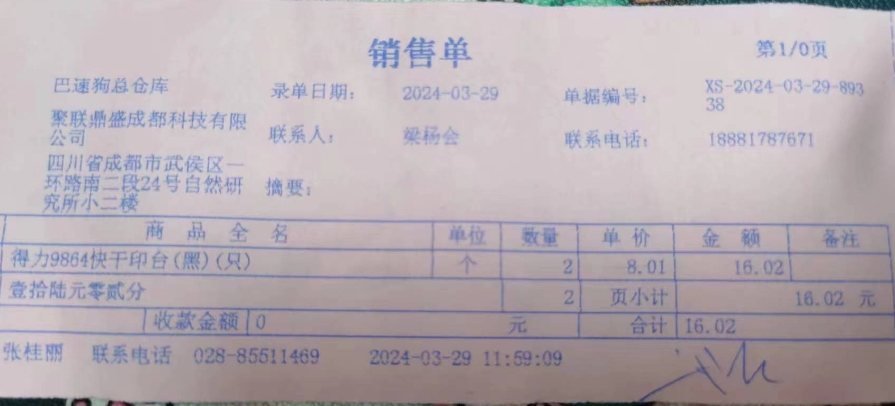 销售单
第1/0页
巴速狗总仓库 录单日期: 2024-03-29 单据编号: XS-2024-03-29-893
38
聚联鼎盛成都科技有限
公司 联系人: 梁杨会 联系电话: 18881787671
四川省成都市武侯区一
环路南二段24号自然研
究所小二楼 摘要:
商 品 全 名 单位 数量 单 价 金 额 备注
得力9864快干印台(黑)(只) 个 2 8.01 16.02
壹拾陆元零贰分 2 页小计 16.02 元
收款金额 0 元 合计 16.02
张桂丽 联系电话 028-85511469 2024-03-29 11:59:09